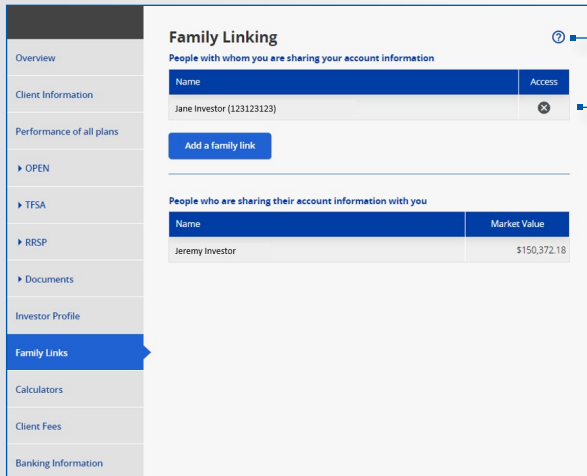 Overview
Client Information
Performance of all plans
OPEN
TFSA
RRSP
Documents
Investor Profile
Family Links
Calculators
Client Fees
Banking Information
Family Linking
?
People with whom you are sharing your account information
Name Access
Jane Investor (123123123)
Add a family link
People who are sharing their account information with you
Name Market Value
Jeremy Investor $150,372.18